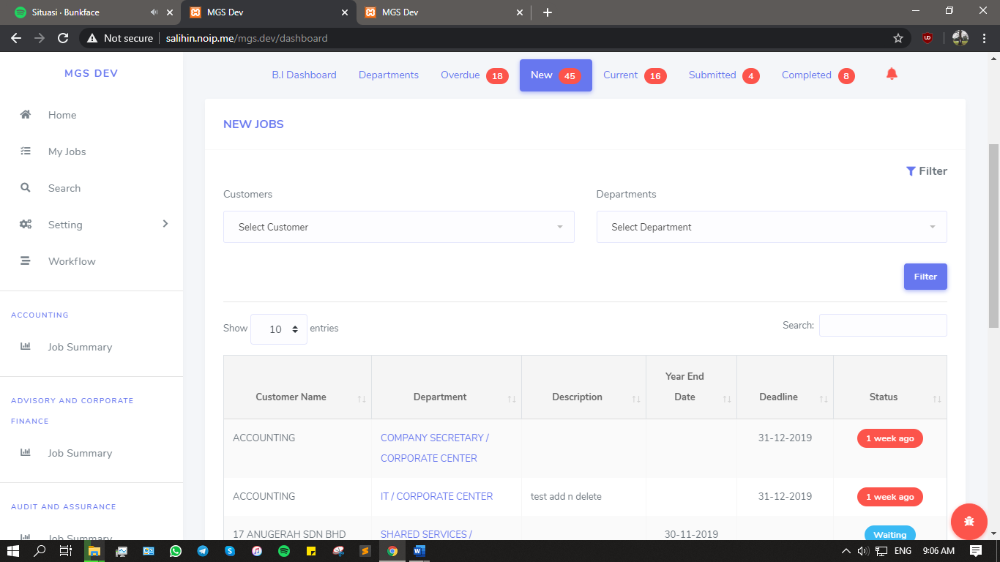 Situasi · Bunkface
MGS Dev
MGS Dev
Not secure
salihin.noip.me/mgs.dev/dashboard
MGS DEV
Home
My Jobs
Search
Setting
Workflow
ACCOUNTING
Job Summary
ADVISORY AND CORPORATE
FINANCE
Job Summary
AUDIT AND ASSURANCE
Job Summary
B.I Dashboard
Departments
Overdue 18
New 45
Current 16
Submitted 4
Completed 8
NEW JOBS
Filter
Customers
Departments
Select Customer
Select Department
Filter
Show 10 entries
Search:
Customer Name
Department
Description
Year End
Date
Deadline
Status
ACCOUNTING
COMPANY SECRETARY /
CORPORATE CENTER
31-12-2019
1 week ago
ACCOUNTING
IT / CORPORATE CENTER
test add n delete
31-12-2019
1 week ago
17 ANUGERAH SDN BHD
SHARED SERVICES /
30-11-2019
Waiting
ENG
9:06 AM